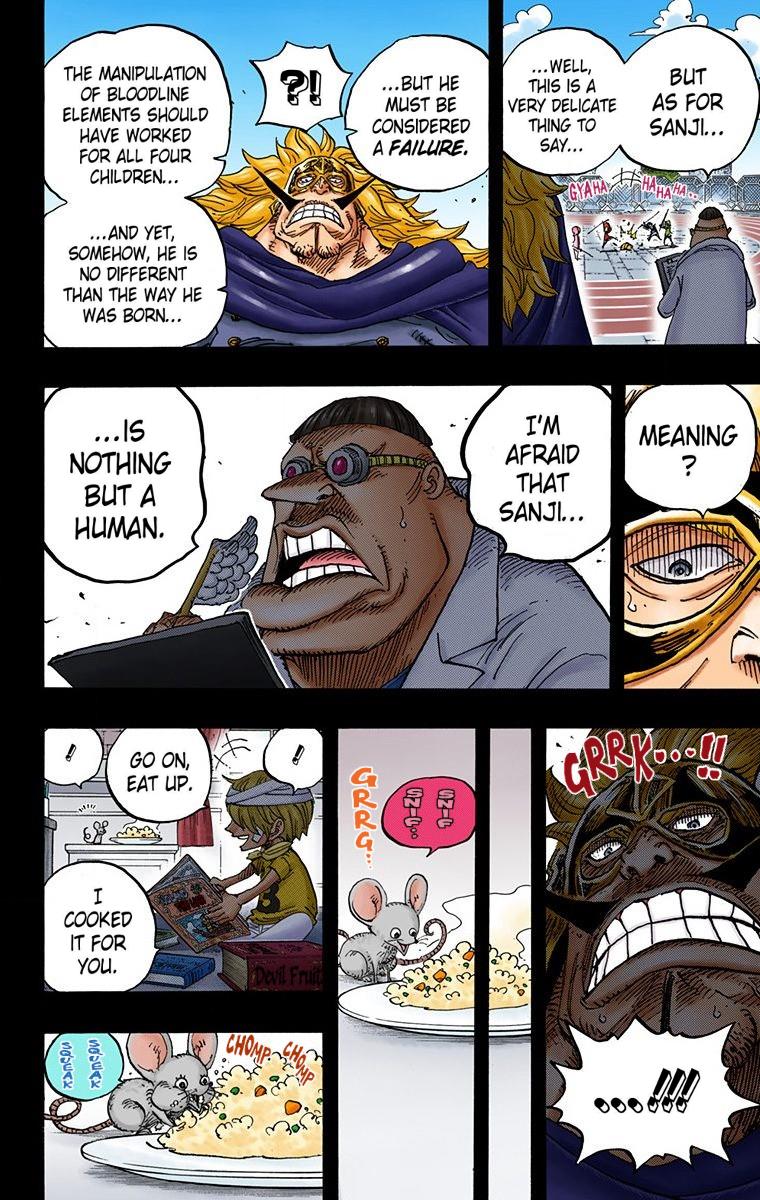 BUT
AS FOR
SANJI...
...WELL,
THIS IS A
VERY DELICATE
THING TO
SAY...
GYAHA
HAHAHA..
...BUT HE
MUST BE
CONSIDERED
A FAILURE.
?!
THE MANIPULATION
OF BLOODLINE
ELEMENTS SHOULD
HAVE WORKED
FOR ALL FOUR
CHILDREN...
...AND YET,
SOMEHOW, HE IS
NO DIFFERENT
THAN THE WAY HE
WAS BORN...
MEANING
?
I'M
AFRAID
THAT
SANJI...
...IS
NOTHING
BUT A
HUMAN.
GRRK...!!
...!!!
SNIF
SNIF..
GRRG...
!
GO ON,
EAT UP.
!
I
COOKED
IT FOR
YOU.
3
Devil Fruit
CHOMP
CHOMP
SQUEAK
SQUEAK